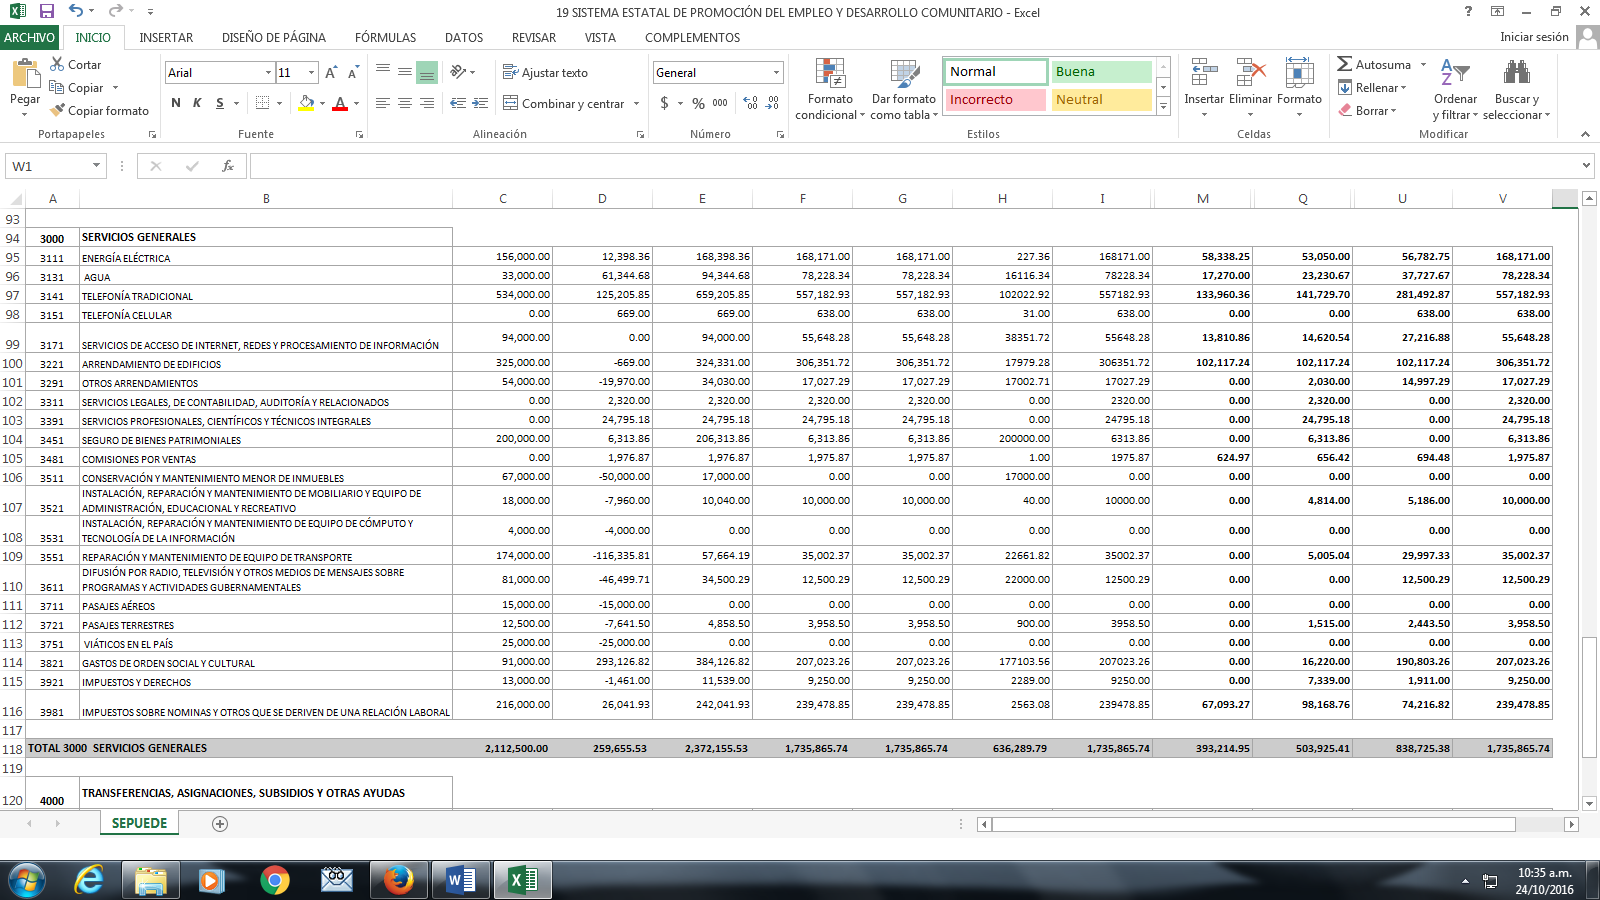 19 SISTEMA ESTATAL DE PROMOCIÓN DEL EMPLEO Y DESARROLLO COMUNITARIO - Excel
ARCHIVO INICIO INSERTAR DISEÑO DE PÁGINA FÓRMULAS DATOS REVISAR VISTA COMPLEMENTOS Iniciar sesión
Pegar Cortar Copiar Copiar formato Portapapeles
Arial 11 N K S Fuente
Ajustar texto Combinar y centrar Alineación
General $ % 000 Número
Formato condicional Dar formato como tabla Normal Buena Incorrecto Neutral Estilos
Insertar Eliminar Formato Celdas
Autosuma Rellenar Borrar Ordenar y filtrar Buscar y seleccionar Modificar
W1 fx
A B C D E F G H I M Q U V
93
94 3000 SERVICIOS GENERALES
95 3111 ENERGÍA ELÉCTRICA 156,000.00 12,398.36 168,398.36 168,171.00 168,171.00 227.36 168171.00 58,338.25 53,050.00 56,782.75 168,171.00
96 3131 AGUA 33,000.00 61,344.68 94,344.68 78,228.34 78,228.34 16116.34 78228.34 17,270.00 23,230.67 37,727.67 78,228.34
97 3141 TELEFONÍA TRADICIONAL 534,000.00 125,205.85 659,205.85 557,182.93 557,182.93 102022.92 557182.93 133,960.36 141,729.70 281,492.87 557,182.93
98 3151 TELEFONÍA CELULAR 0.00 669.00 669.00 638.00 638.00 31.00 638.00 0.00 0.00 638.00 638.00
99 3171 SERVICIOS DE ACCESO DE INTERNET, REDES Y PROCESAMIENTO DE INFORMACIÓN 94,000.00 0.00 94,000.00 55,648.28 55,648.28 38351.72 55648.28 13,810.86 14,620.54 27,216.88 55,648.28
100 3221 ARRENDAMIENTO DE EDIFICIOS 325,000.00 -669.00 324,331.00 306,351.72 306,351.72 17979.28 306351.72 102,117.24 102,117.24 102,117.24 306,351.72
101 3291 OTROS ARRENDAMIENTOS 54,000.00 -19,970.00 34,030.00 17,027.29 17,027.29 17002.71 17027.29 0.00 2,030.00 14,997.29 17,027.29
102 3311 SERVICIOS LEGALES, DE CONTABILIDAD, AUDITORÍA Y RELACIONADOS 0.00 2,320.00 2,320.00 2,320.00 2,320.00 0.00 2320.00 0.00 2,320.00 0.00 2,320.00
103 3391 SERVICIOS PROFESIONALES, CIENTÍFICOS Y TÉCNICOS INTEGRALES 0.00 24,795.18 24,795.18 24,795.18 24,795.18 0.00 24795.18 0.00 24,795.18 0.00 24,795.18
104 3451 SEGURO DE BIENES PATRIMONIALES 200,000.00 6,313.86 206,313.86 6,313.86 6,313.86 200000.00 6313.86 0.00 6,313.86 0.00 6,313.86
105 3481 COMISIONES POR VENTAS 0.00 1,976.87 1,976.87 1,975.87 1,975.87 1.00 1975.87 624.97 656.42 694.48 1,975.87
106 3511 CONSERVACIÓN Y MANTENIMIENTO MENOR DE INMUEBLES 67,000.00 -50,000.00 17,000.00 0.00 0.00 17000.00 0.00 0.00 0.00 0.00 0.00
INSTALACIÓN, REPARACIÓN Y MANTENIMIENTO DE MOBILIARIO Y EQUIPO DE
107 3521 ADMINISTRACIÓN, EDUCACIONAL Y RECREATIVO 18,000.00 -7,960.00 10,040.00 10,000.00 10,000.00 40.00 10000.00 0.00 4,814.00 5,186.00 10,000.00
INSTALACIÓN, REPARACIÓN Y MANTENIMIENTO DE EQUIPO DE CÓMPUTO Y
108 3531 TECNOLOGÍA DE LA INFORMACIÓN 4,000.00 -4,000.00 0.00 0.00 0.00 0.00 0.00 0.00 0.00 0.00 0.00
109 3551 REPARACIÓN Y MANTENIMIENTO DE EQUIPO DE TRANSPORTE 174,000.00 -116,335.81 57,664.19 35,002.37 35,002.37 22661.82 35002.37 0.00 5,005.04 29,997.33 35,002.37
DIFUSIÓN POR RADIO, TELEVISIÓN Y OTROS MEDIOS DE MENSAJES SOBRE
110 3611 PROGRAMAS Y ACTIVIDADES GUBERNAMENTALES 81,000.00 -46,499.71 34,500.29 12,500.29 12,500.29 22000.00 12500.29 0.00 0.00 12,500.29 12,500.29
111 3711 PASAJES AÉREOS 15,000.00 -15,000.00 0.00 0.00 0.00 0.00 0.00 0.00 0.00 0.00 0.00
112 3721 PASAJES TERRESTRES 12,500.00 -7,641.50 4,858.50 3,958.50 3,958.50 900.00 3958.50 0.00 1,515.00 2,443.50 3,958.50
113 3751 VIÁTICOS EN EL PAÍS 25,000.00 -25,000.00 0.00 0.00 0.00 0.00 0.00 0.00 0.00 0.00 0.00
114 3821 GASTOS DE ORDEN SOCIAL Y CULTURAL 91,000.00 293,126.82 384,126.82 207,023.26 207,023.26 177103.56 207023.26 0.00 16,220.00 190,803.26 207,023.26
115 3921 IMPUESTOS Y DERECHOS 13,000.00 -1,461.00 11,539.00 9,250.00 9,250.00 2289.00 9250.00 0.00 7,339.00 1,911.00 9,250.00
116 3981 IMPUESTOS SOBRE NOMINAS Y OTROS QUE SE DERIVEN DE UNA RELACIÓN LABORAL 216,000.00 26,041.93 242,041.93 239,478.85 239,478.85 2563.08 239478.85 67,093.27 98,168.76 74,216.82 239,478.85
117
118 TOTAL 3000 SERVICIOS GENERALES 2,112,500.00 259,655.53 2,372,155.53 1,735,865.74 1,735,865.74 636,289.79 1,735,865.74 393,214.95 503,925.41 838,725.38 1,735,865.74
119
120 4000 TRANSFERENCIAS, ASIGNACIONES, SUBSIDIOS Y OTRAS AYUDAS
SEPUEDE
10:35 a.m.
24/10/2016